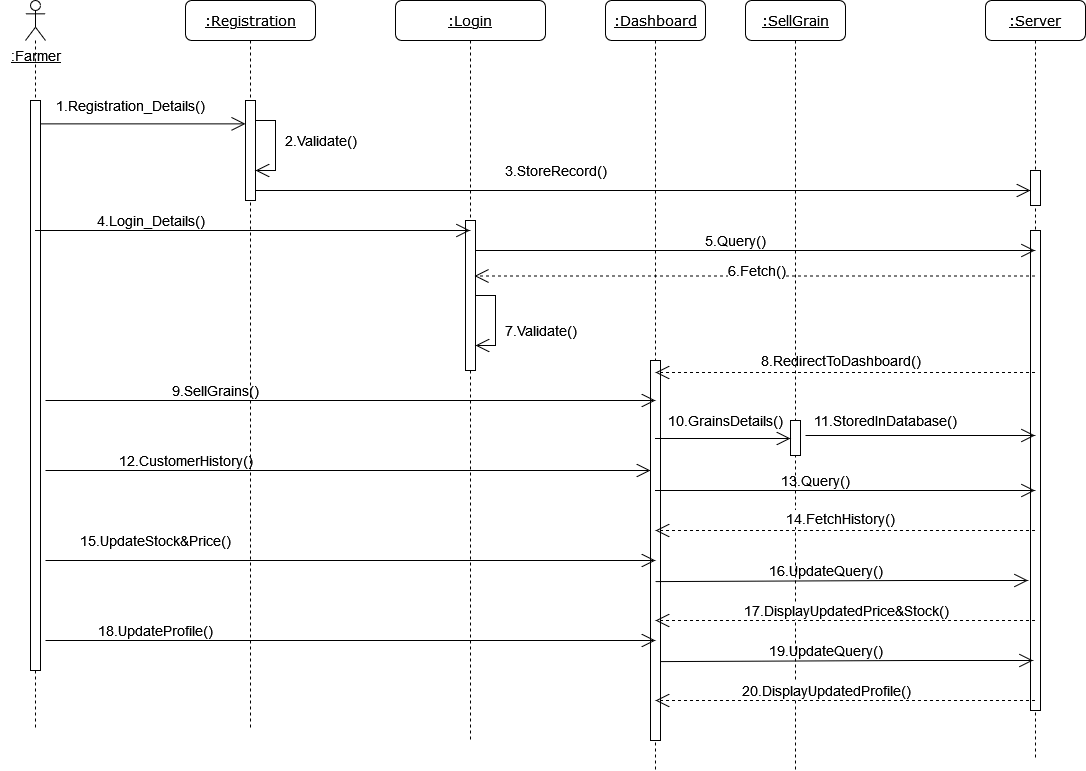 :Registration
:Login
:Dashboard
:SellGrain
:Server
:Farmer
1.Registration_Details()
2.Validate()
3.StoreRecord()
4.Login_Details()
5.Query()
6.Fetch()
7.Validate()
8.RedirectToDashboard()
9.SellGrains()
10.GrainsDetails()
11.StoredInDatabase()
12.CustomerHistory()
13.Query()
14.FetchHistory()
15.UpdateStock&Price()
16.UpdateQuery()
17.DisplayUpdatedPrice&Stock()
18.UpdateProfile()
19.UpdateQuery()
20.DisplayUpdatedProfile()